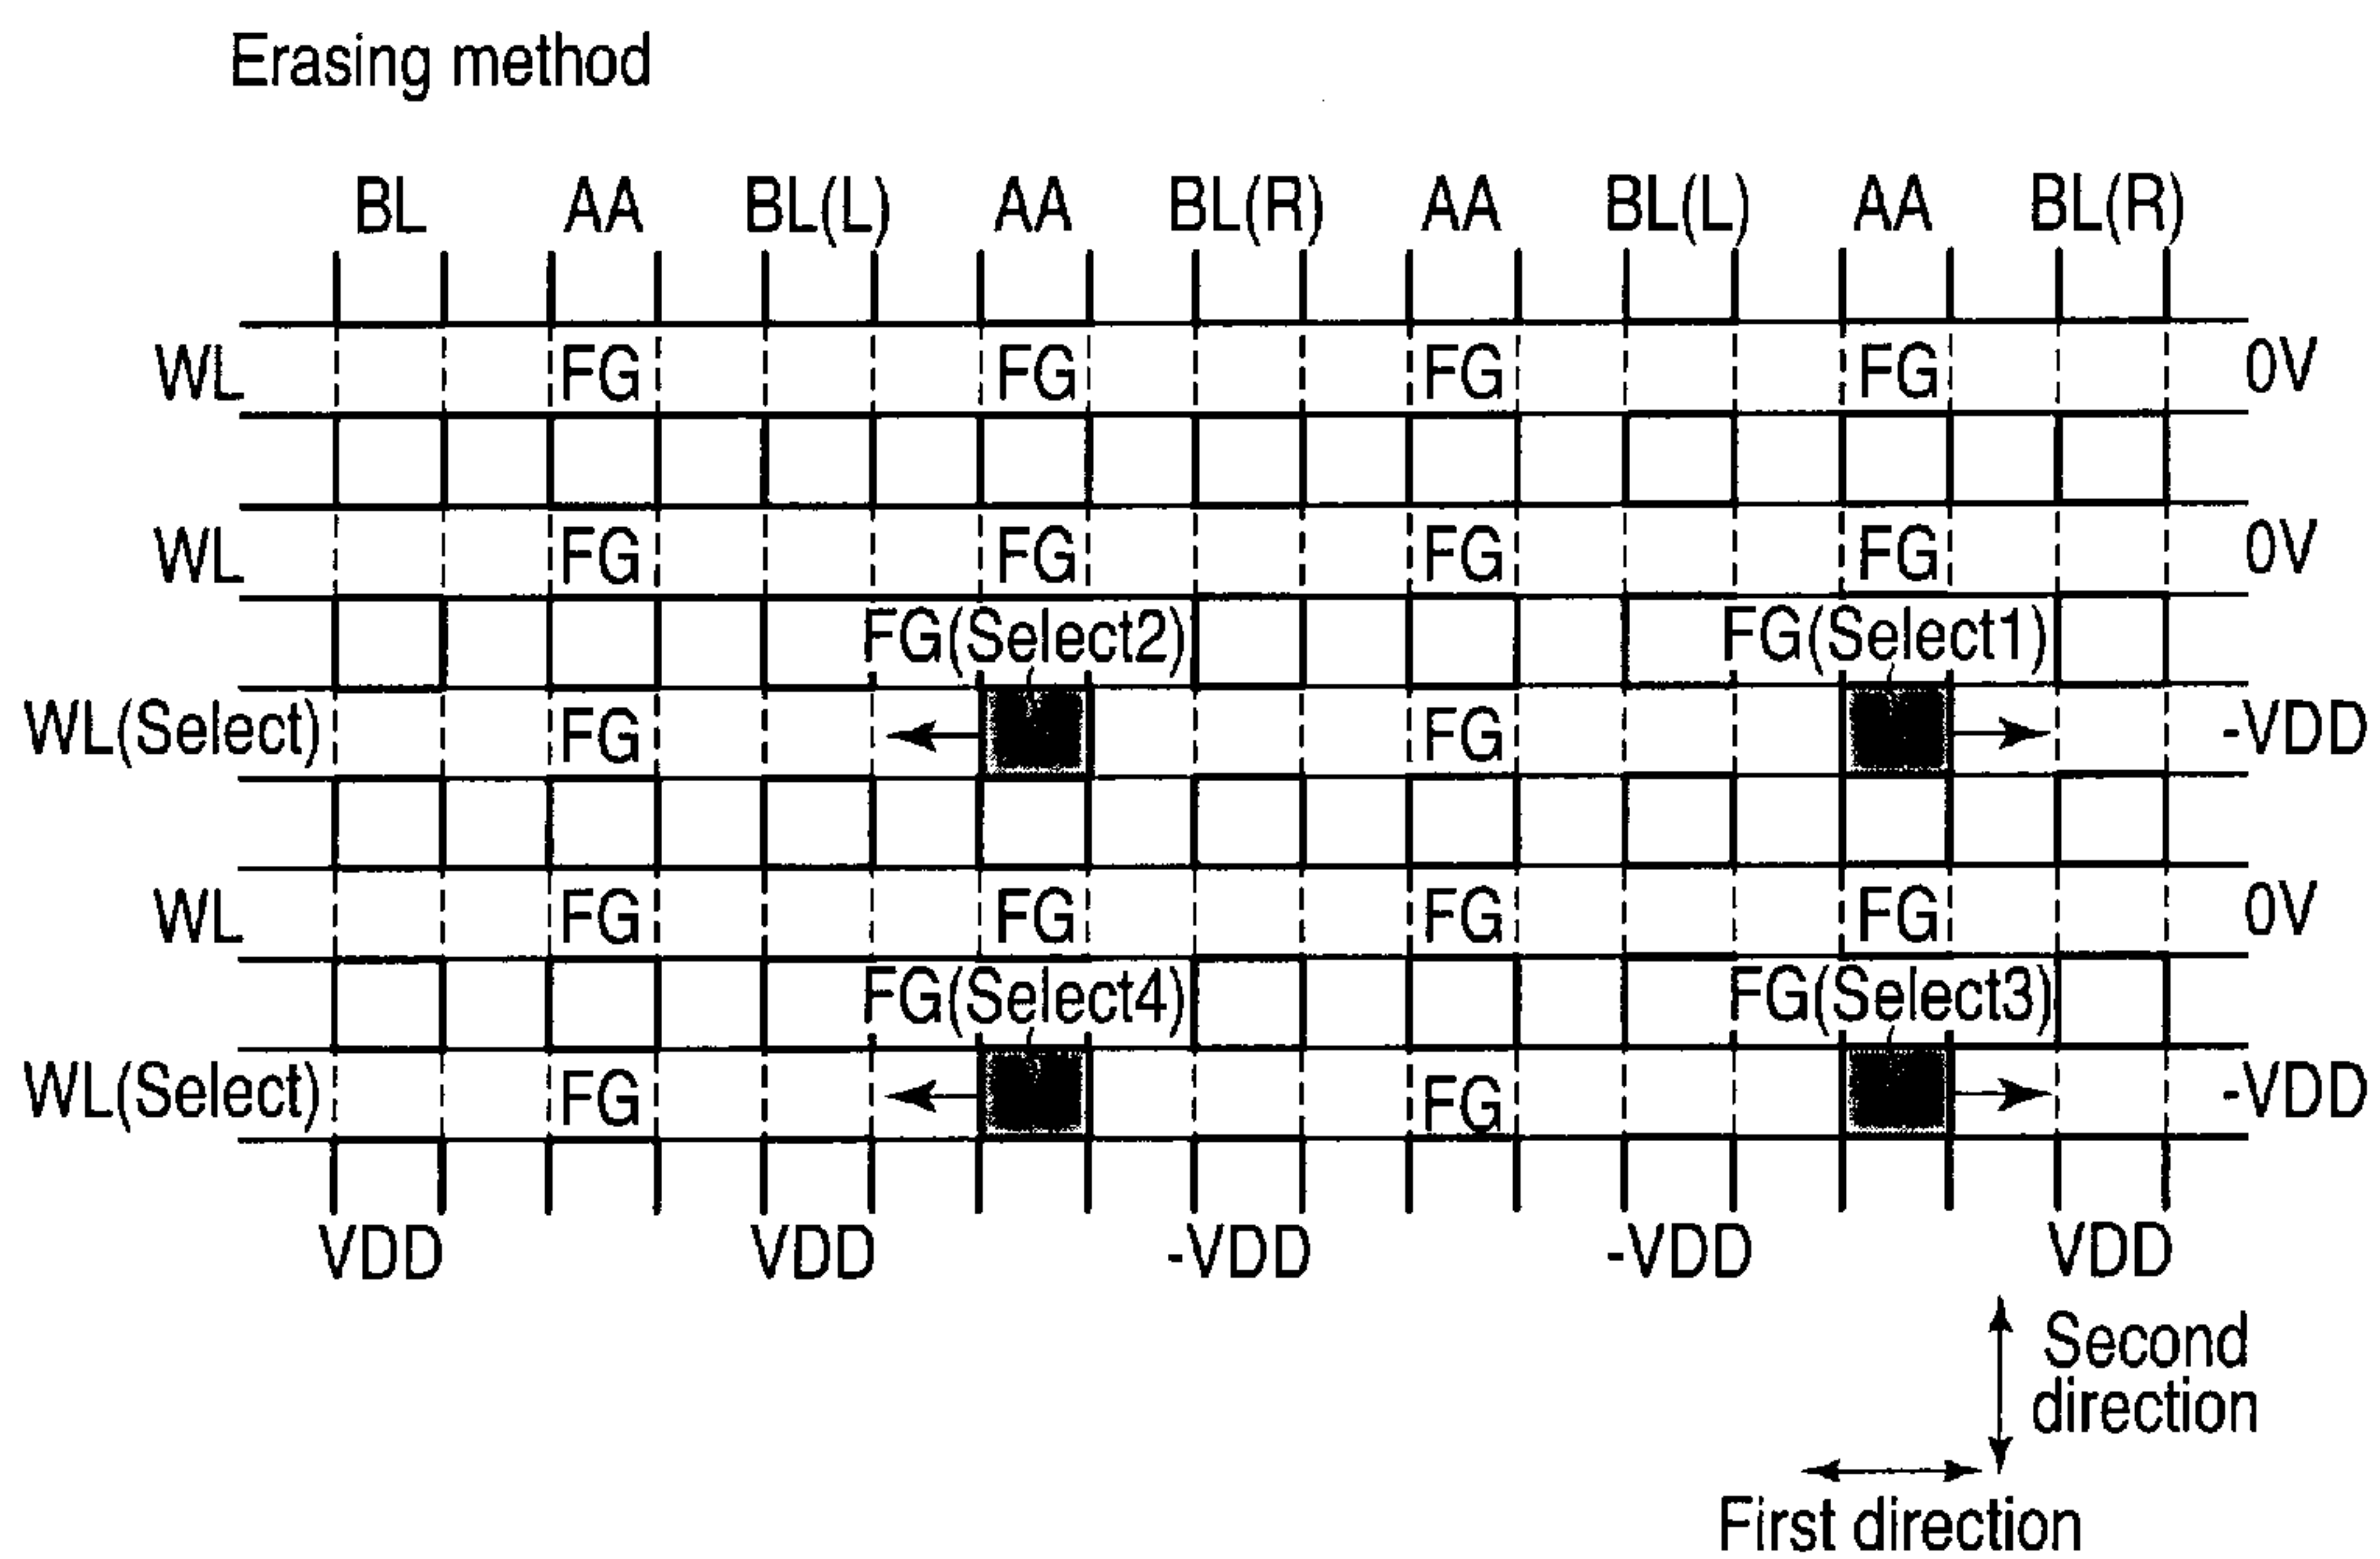 Erasing method
BL AA BL(L) AA BL(R) AA BL(L) AA BL(R)
WL FG FG FG FG 0V
WL FG FG FG FG 0V
FG(Select2) FG(Select1)
WL(Select) FG FG -VDD
WL FG FG FG FG 0V
FG(Select4) FG(Select3)
WL(Select) FG FG -VDD
VDD VDD -VDD -VDD VDD
Second
direction
First direction